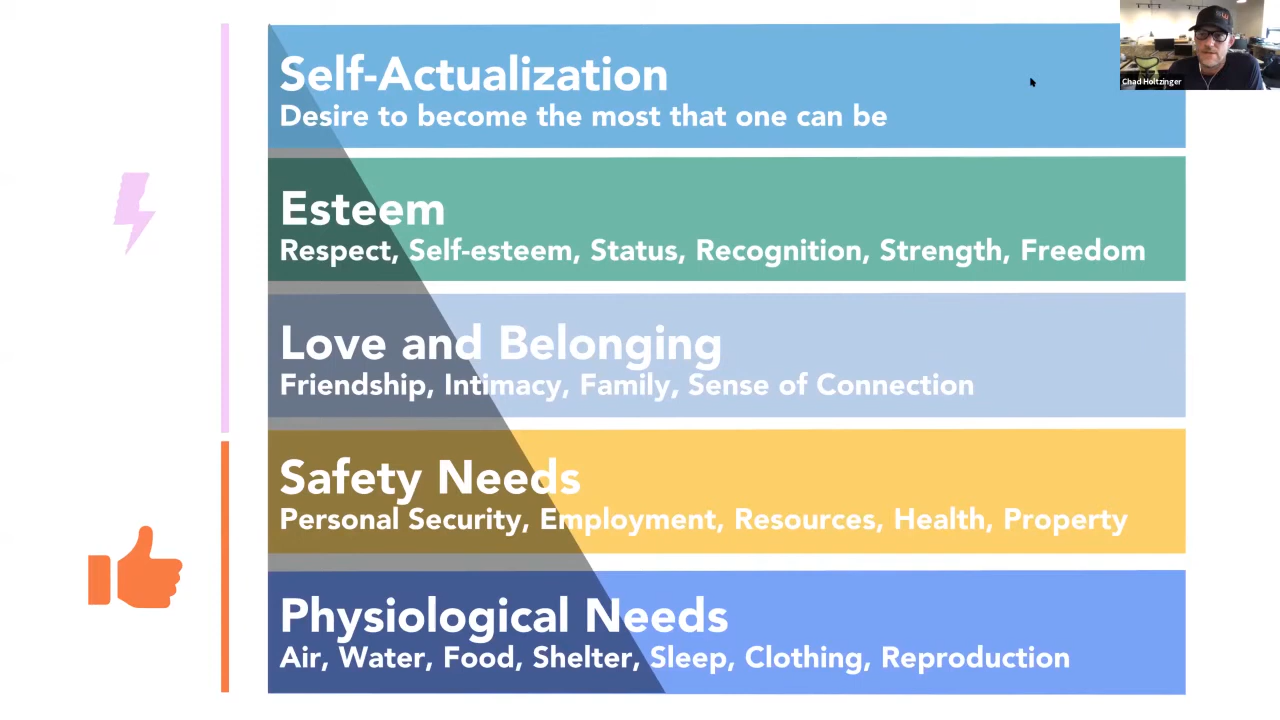 Self-Actualization
Desire to become the most that one can be
Chad Holtzinger
Esteem
Respect, Self-esteem, Status, Recognition, Strength, Freedom
Love and Belonging
Friendship, Intimacy, Family, Sense of Connection
Safety Needs
Personal Security, Employment, Resources, Health, Property
Physiological Needs
Air, Water, Food, Shelter, Sleep, Clothing, Reproduction